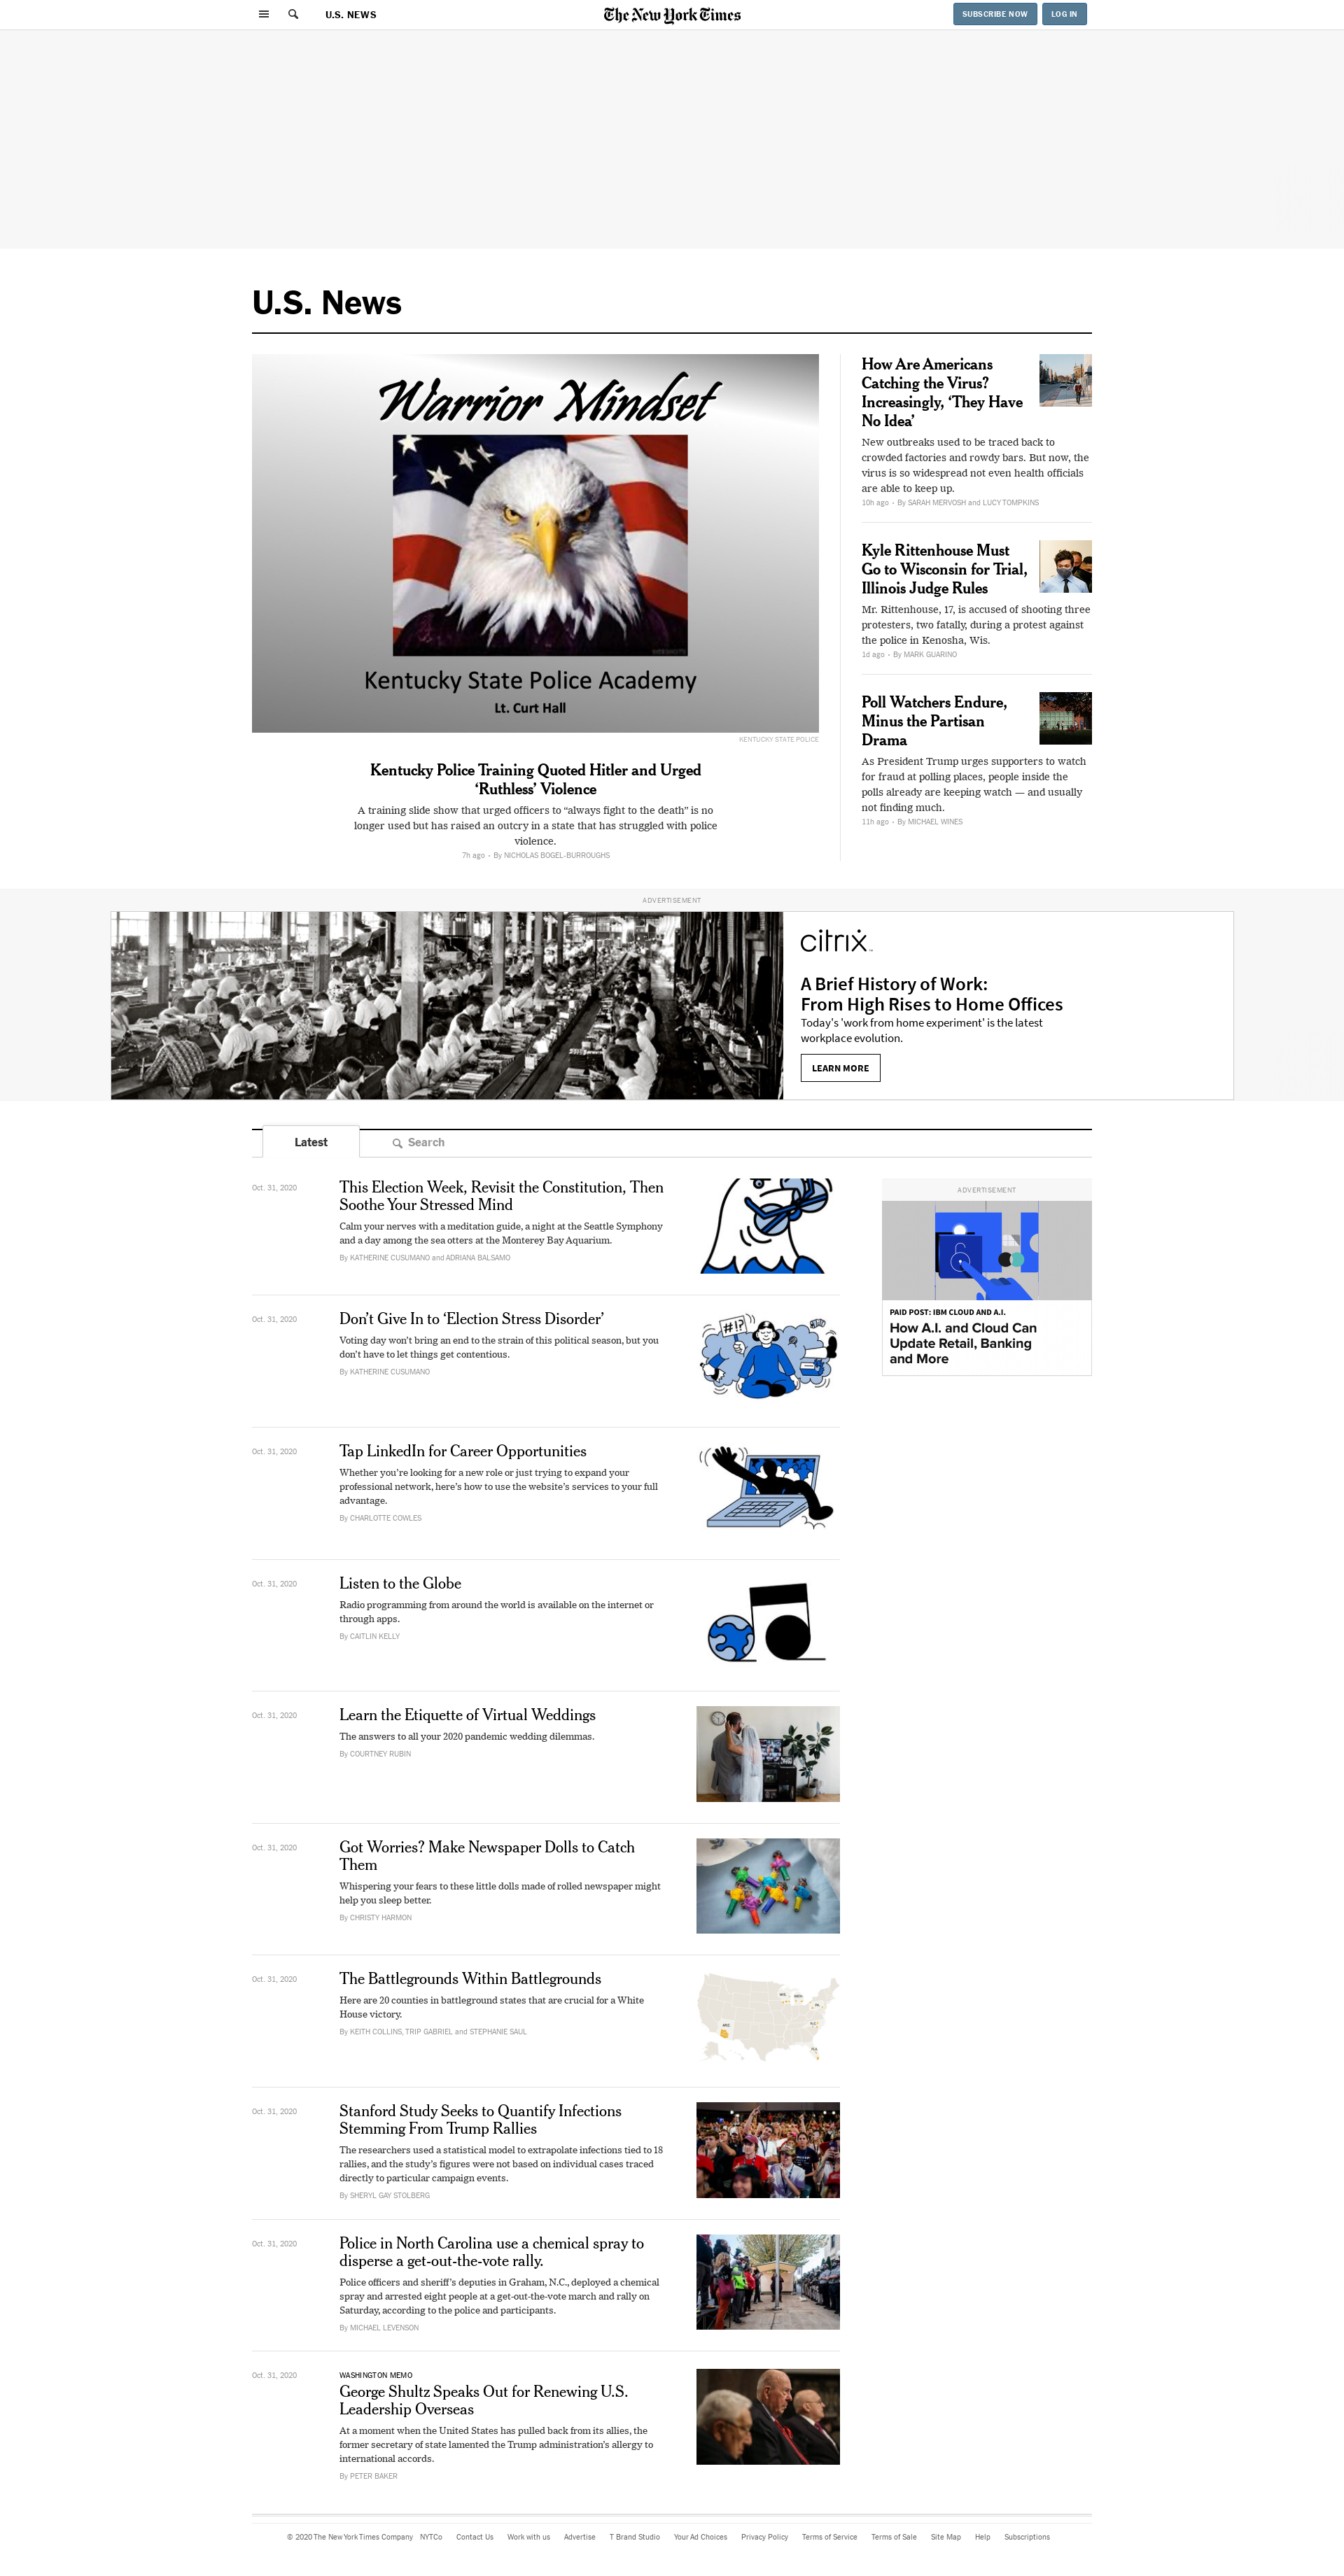 U.S. NEWS
The New York Times
SUBSCRIBE NOW
LOG IN
U.S. News
Warrior Mindset
Kentucky State Police Academy
Lt. Curt Hall
KENTUCKY STATE POLICE
Kentucky Police Training Quoted Hitler and Urged
‘Ruthless’ Violence
A training slide show that urged officers to “always fight to the death” is no
longer used but has raised an outcry in a state that has struggled with police
violence.
7h ago • By NICHOLAS BOGEL-BURROUGHS
How Are Americans
Catching the Virus?
Increasingly, ‘They Have
No Idea’
New outbreaks used to be traced back to
crowded factories and rowdy bars. But now, the
virus is so widespread not even health officials
are able to keep up.
10h ago • By SARAH MERVOSH and LUCY TOMPKINS
Kyle Rittenhouse Must
Go to Wisconsin for Trial,
Illinois Judge Rules
Mr. Rittenhouse, 17, is accused of shooting three
protesters, two fatally, during a protest against
the police in Kenosha, Wis.
1d ago • By MARK GUARINO
Poll Watchers Endure,
Minus the Partisan
Drama
As President Trump urges supporters to watch
for fraud at polling places, people inside the
polls already are keeping watch — and usually
not finding much.
11h ago • By MICHAEL WINES
ADVERTISEMENT
citrix
A Brief History of Work:
From High Rises to Home Offices
Today's 'work from home experiment' is the latest
workplace evolution.
LEARN MORE
Latest
Search
Oct. 31, 2020
This Election Week, Revisit the Constitution, Then
Soothe Your Stressed Mind
Calm your nerves with a meditation guide, a night at the Seattle Symphony
and a day among the sea otters at the Monterey Bay Aquarium.
By KATHERINE CUSUMANO and ADRIANA BALSAMO
ADVERTISEMENT
PAID POST: IBM CLOUD AND A.I.
How A.I. and Cloud Can
Update Retail, Banking
and More
Oct. 31, 2020
Don’t Give In to ‘Election Stress Disorder’
Voting day won’t bring an end to the strain of this political season, but you
don’t have to let things get contentious.
By KATHERINE CUSUMANO
#!?
Oct. 31, 2020
Tap LinkedIn for Career Opportunities
Whether you’re looking for a new role or just trying to expand your
professional network, here’s how to use the website’s services to your full
advantage.
By CHARLOTTE COWLES
Oct. 31, 2020
Listen to the Globe
Radio programming from around the world is available on the internet or
through apps.
By CAITLIN KELLY
Oct. 31, 2020
Learn the Etiquette of Virtual Weddings
The answers to all your 2020 pandemic wedding dilemmas.
By COURTNEY RUBIN
Oct. 31, 2020
Got Worries? Make Newspaper Dolls to Catch
Them
Whispering your fears to these little dolls made of rolled newspaper might
help you sleep better.
By CHRISTY HARMON
Oct. 31, 2020
The Battlegrounds Within Battlegrounds
Here are 20 counties in battleground states that are crucial for a White
House victory.
By KEITH COLLINS, TRIP GABRIEL and STEPHANIE SAUL
Oct. 31, 2020
Stanford Study Seeks to Quantify Infections
Stemming From Trump Rallies
The researchers used a statistical model to extrapolate infections tied to 18
rallies, and the study’s figures were not based on individual cases traced
directly to particular campaign events.
By SHERYL GAY STOLBERG
Oct. 31, 2020
Police in North Carolina use a chemical spray to
disperse a get-out-the-vote rally.
Police officers and sheriff’s deputies in Graham, N.C., deployed a chemical
spray and arrested eight people at a get-out-the-vote march and rally on
Saturday, according to the police and participants.
By MICHAEL LEVENSON
Oct. 31, 2020
WASHINGTON MEMO
George Shultz Speaks Out for Renewing U.S.
Leadership Overseas
At a moment when the United States has pulled back from its allies, the
former secretary of state lamented the Trump administration’s allergy to
international accords.
By PETER BAKER
© 2020 The New York Times Company NYTCo Contact Us Work with us Advertise T Brand Studio Your Ad Choices Privacy Policy Terms of Service Terms of Sale Site Map Help Subscriptions